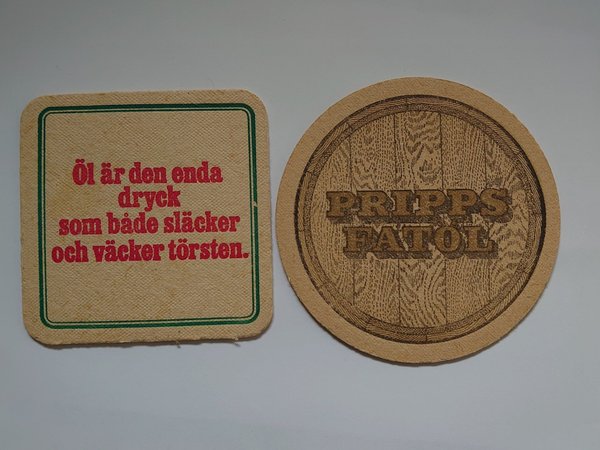 Öl är den enda
dryck
som både släcker
och väcker törsten.
PRIPPS
FATÖL